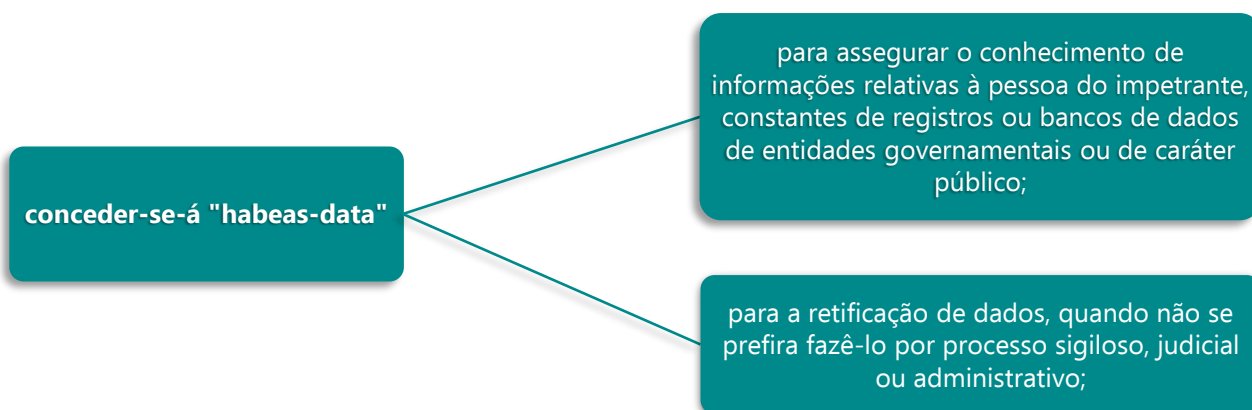 para assegurar o conhecimento de
informações relativas à pessoa do impetrante,
constantes de registros ou bancos de dados
de entidades governamentais ou de caráter
público;
conceder-se-á "habeas-data"
para a retificação de dados, quando não se
prefira fazê-lo por processo sigiloso, judicial
ou administrativo;